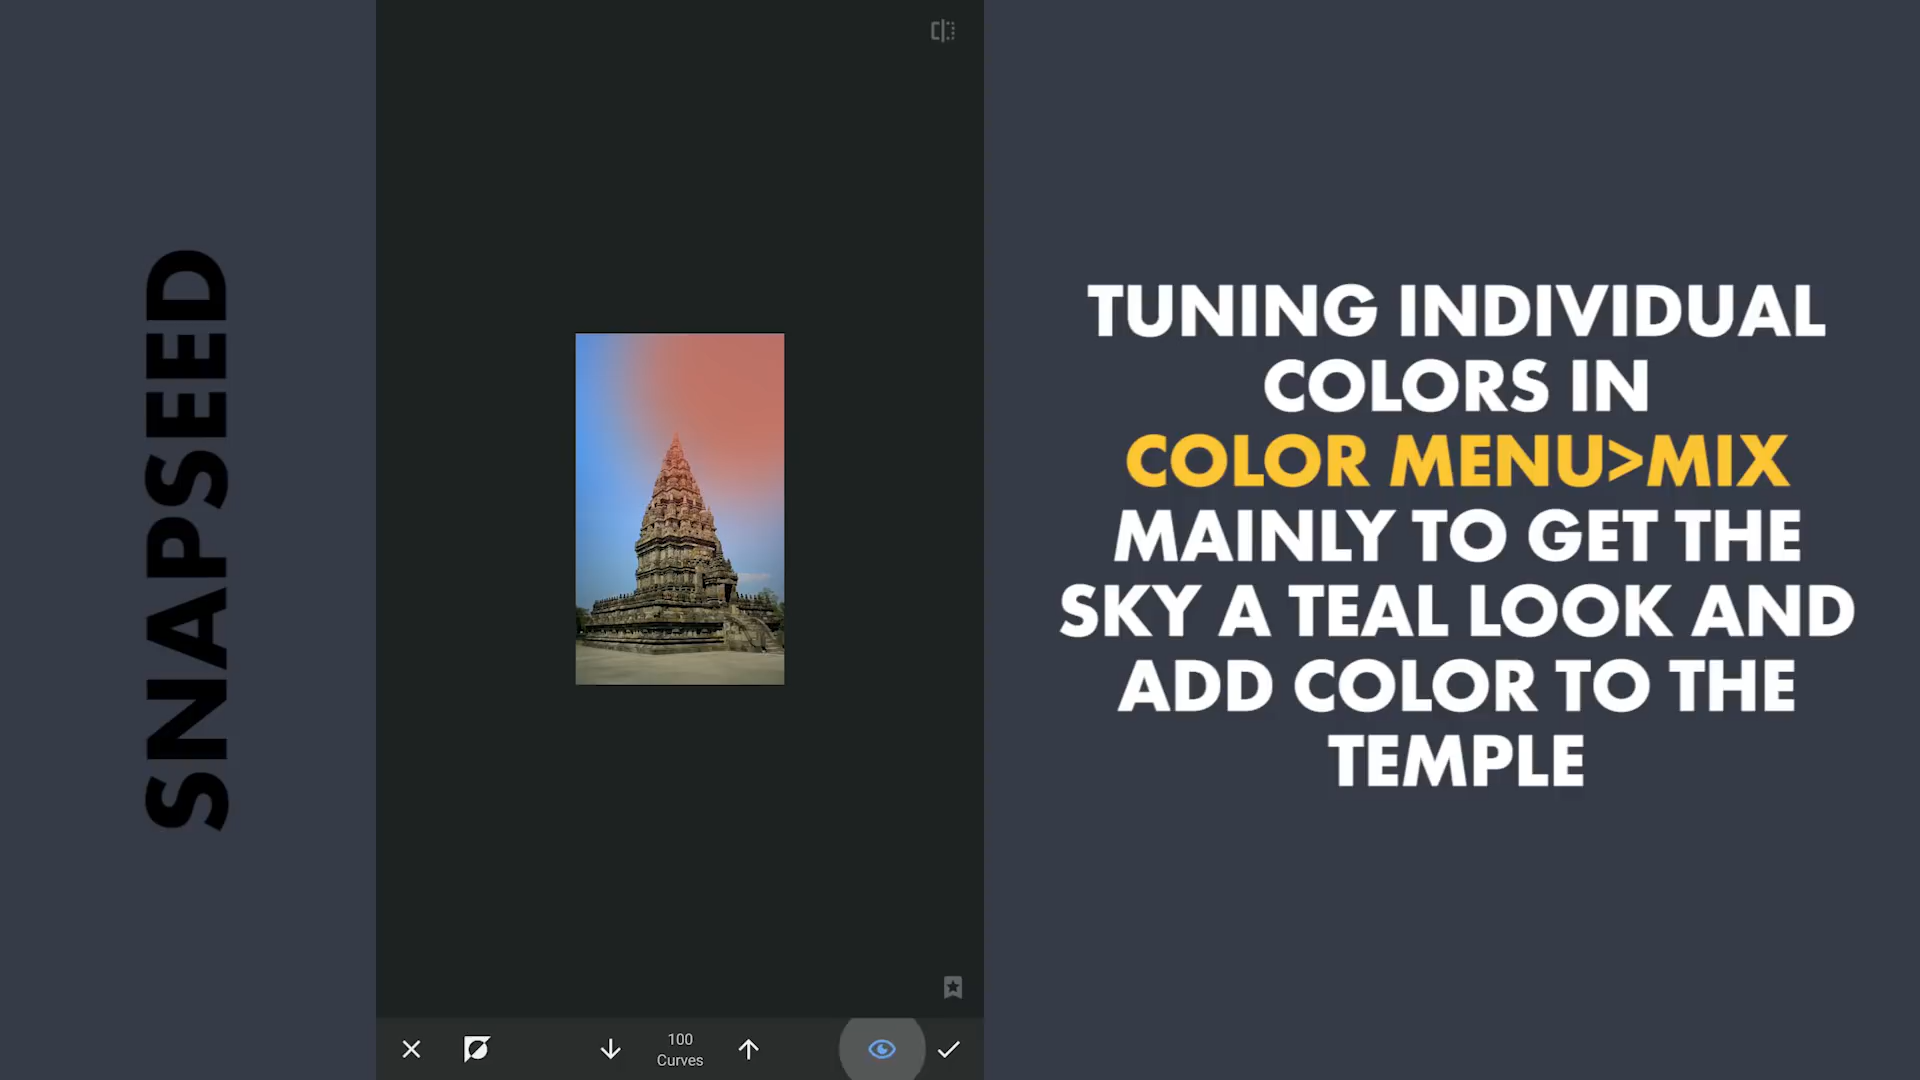 SNAPSEED
100
Curves
TUNING INDIVIDUAL
COLORS IN
COLOR MENU>MIX
MAINLY TO GET THE
SKY A TEAL LOOK AND
ADD COLOR TO THE
TEMPLE